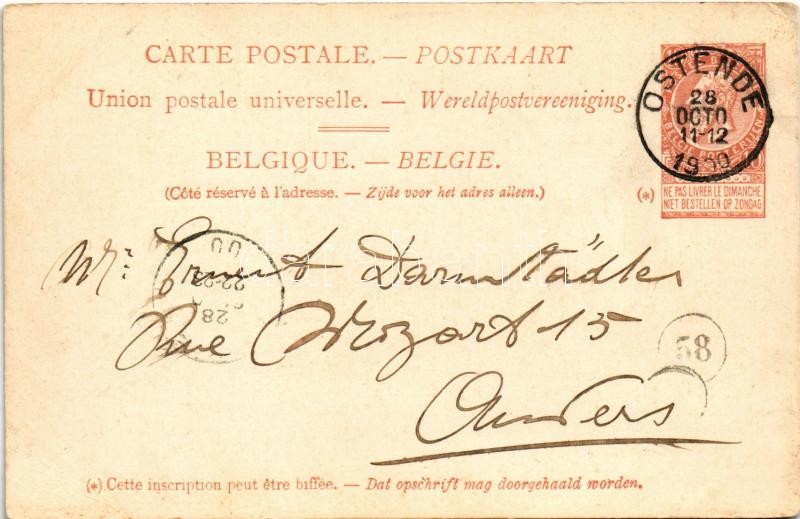 CARTE POSTALE. — POSTKAART
Union postale universelle. — Wereldpostvereeniging.
BELGIQUE. — BELGIE.
(Côté réservé à l'adresse. — Zijde voor het adres alleen.)
(*)
NE PAS LIVRER LE DIMANCHE
NIET BESTELLEN OP ZONDAG
OSTENDE
28
OCTO
11-12
1900
Mr: Ernest Darmstädter
Rue Mozart 15
Anvers
58
(*) Cette inscription peut être biffée. — Dat opschrift mag doorgehaald worden.